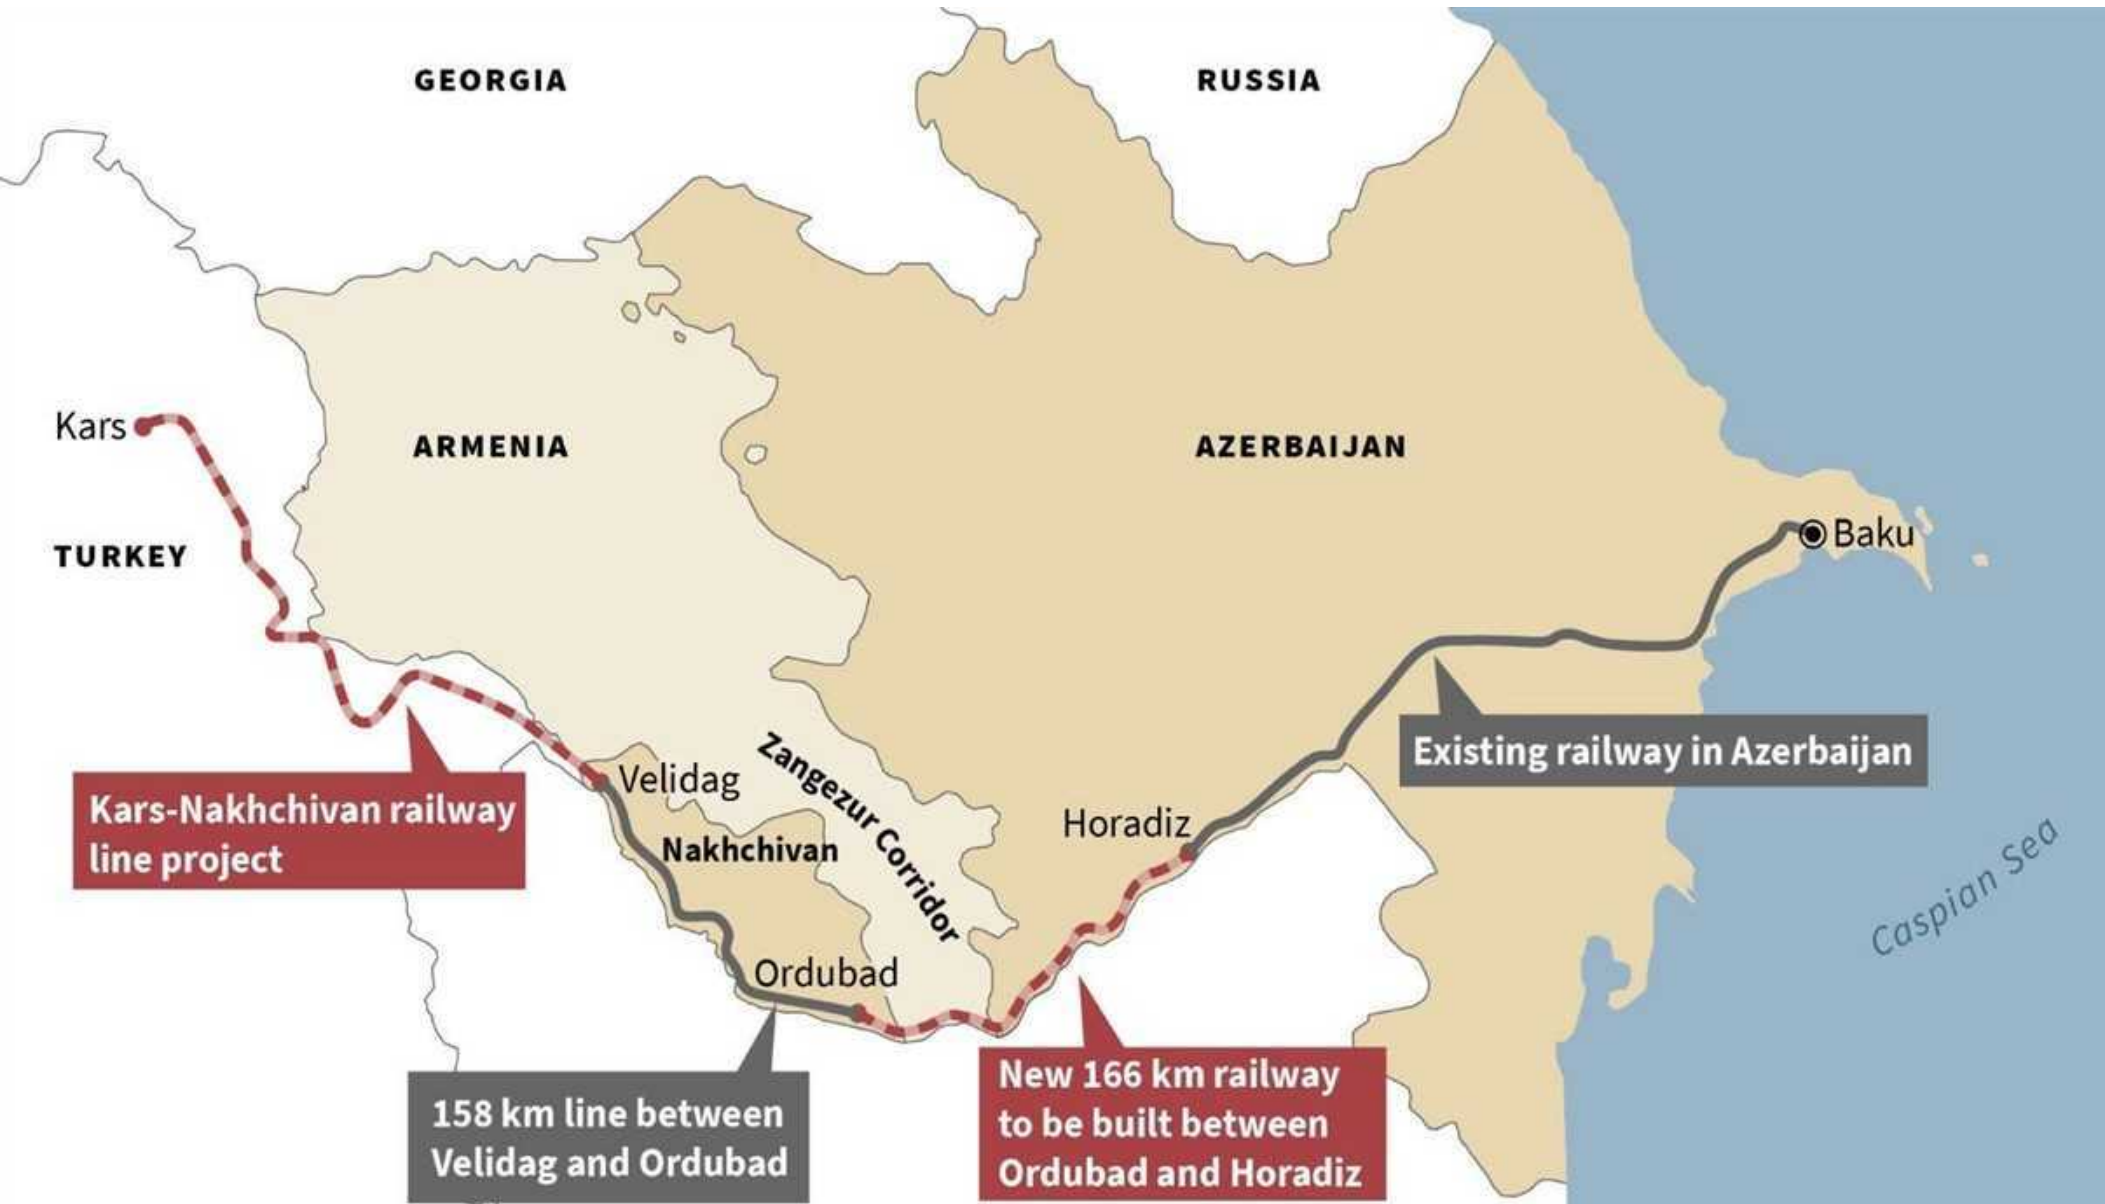 GEORGIA
RUSSIA
Kars
ARMENIA
AZERBAIJAN
TURKEY
Baku
Zangezur Corridor
Existing railway in Azerbaijan
Velidag
Kars-Nakhchivan railway
line project
Horadiz
Nakhchivan
Caspian Sea
Ordubad
158 km line between
Velidag and Ordubad
New 166 km railway
to be built between
Ordubad and Horadiz